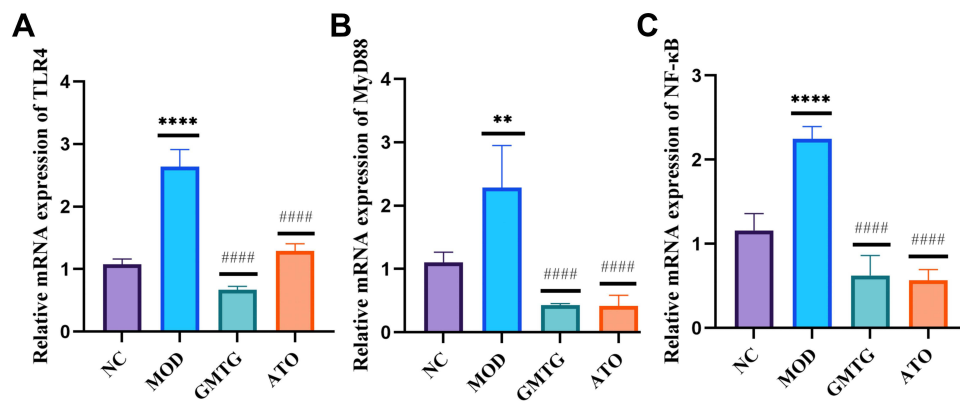 A
Relative mRNA expression of TLR4
4
3
2
1
0
****
####
####
NC
MOD
GMTG
ATO
B
Relative mRNA expression of MyD88
4
3
2
1
0
**
####
####
NC
MOD
GMTG
ATO
C
Relative mRNA expression of NF-κB
3
2
1
0
****
####
####
NC
MOD
GMTG
ATO